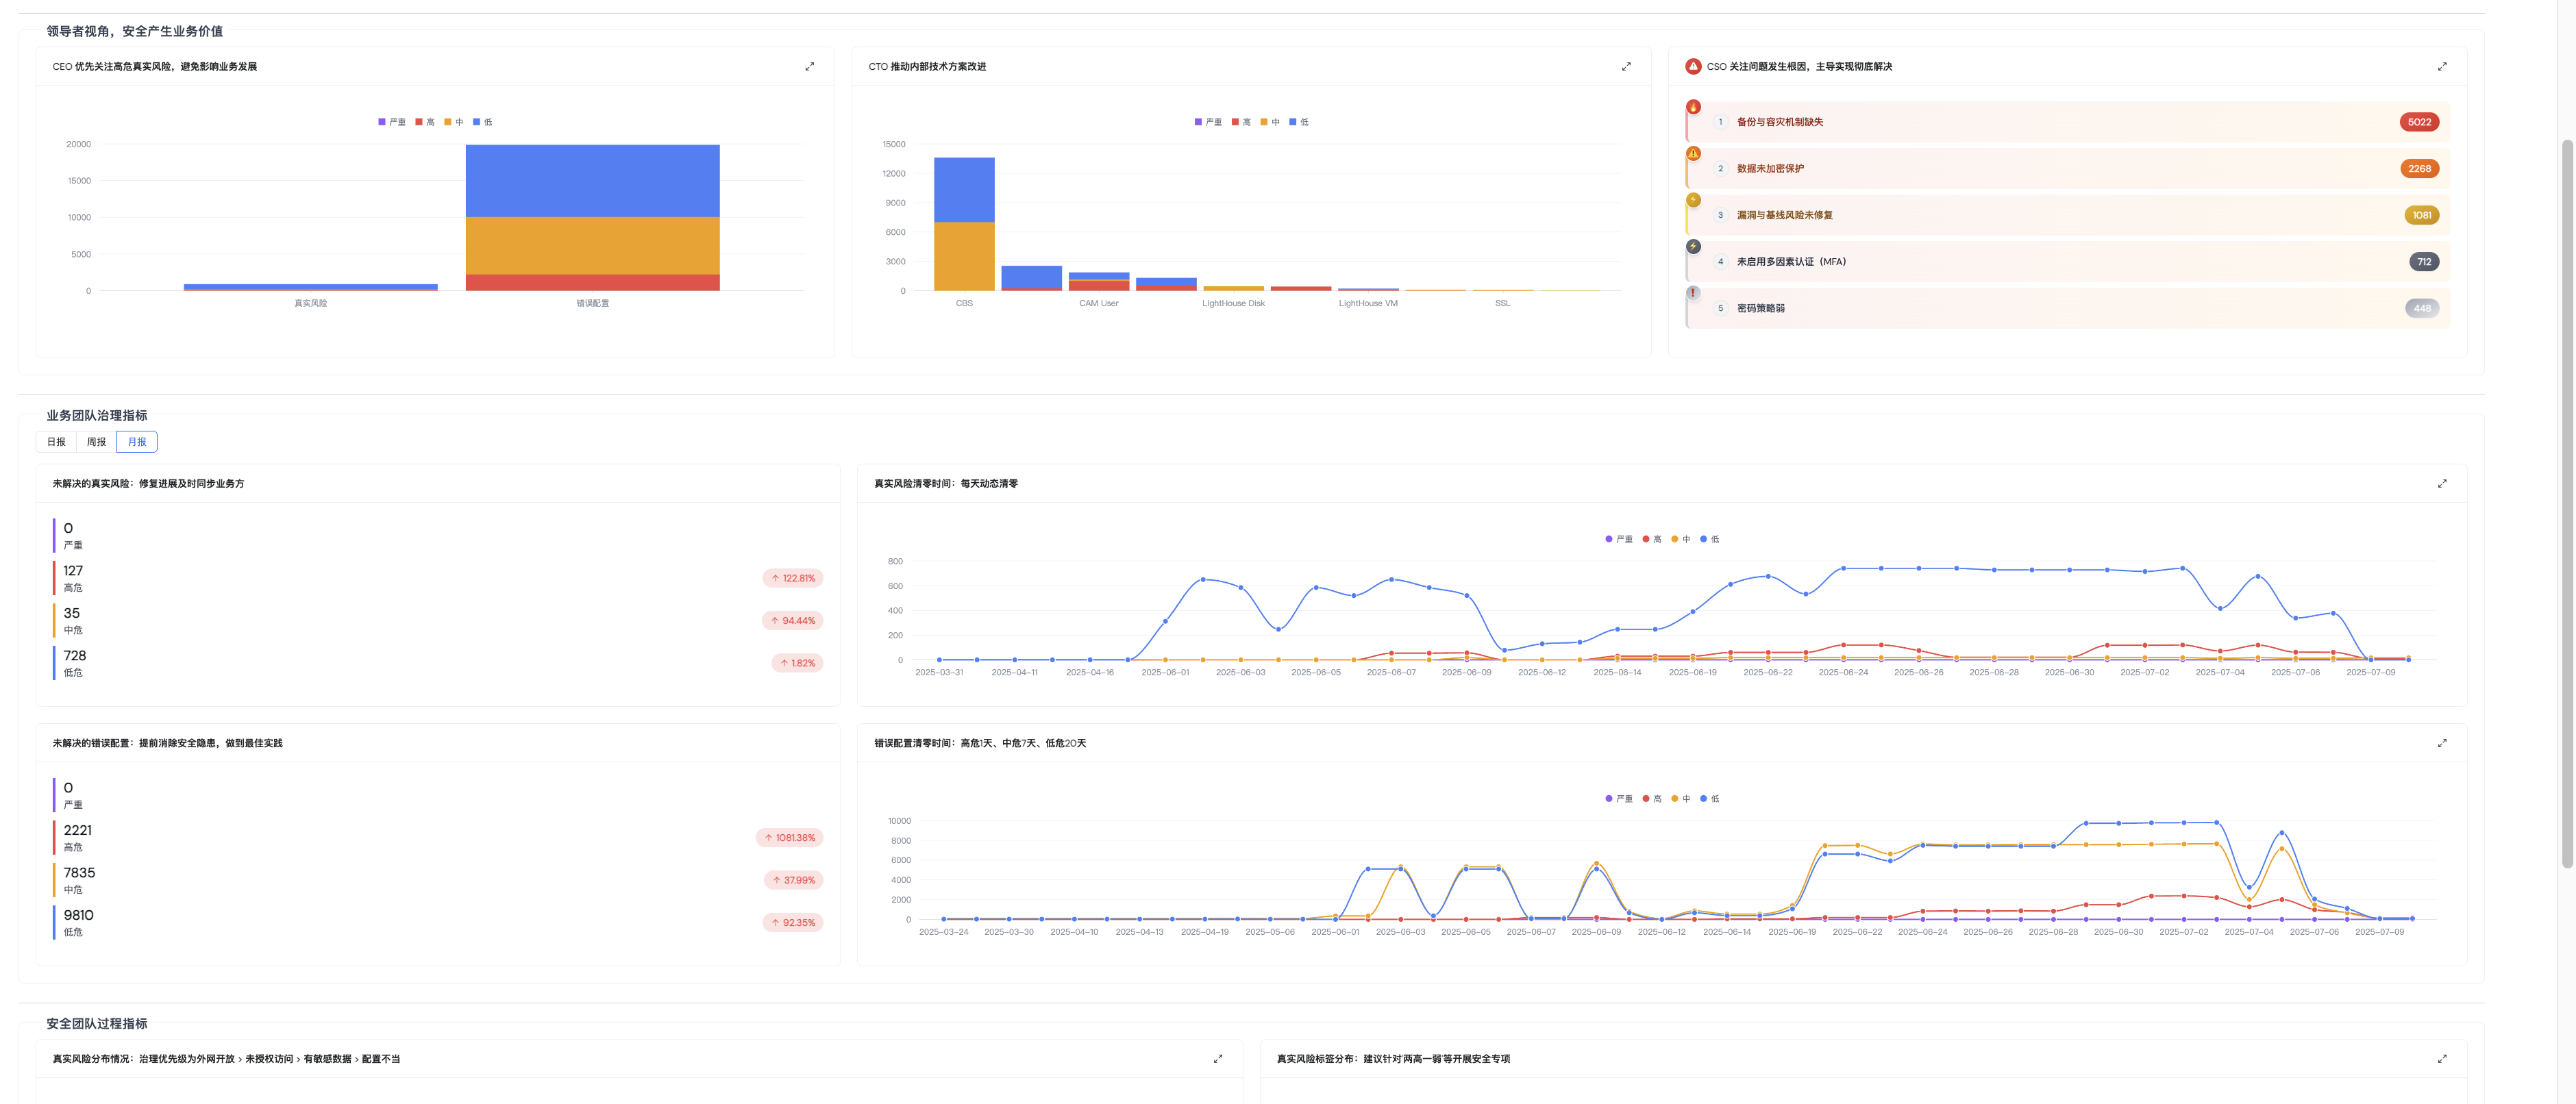 领导者视角，安全产生业务价值
CEO 优先关注高危真实风险，避免影响业务发展
严重 高 中 低
20000
15000
10000
5000
0
真实风险 错误配置
CTO 推动内部技术方案改进
严重 高 中 低
15000
12000
9000
6000
3000
0
CBS CAM User LightHouse Disk LightHouse VM SSL
CSO 关注问题发生根因，主导实现彻底解决
1 备份与容灾机制缺失 5022
2 数据未加密保护 2268
3 漏洞与基线风险未修复 1081
4 未启用多因素认证（MFA） 712
5 密码策略弱 448
业务团队治理指标
日报 周报 月报
未解决的真实风险：修复进展及时同步业务方
0
严重
127
高危
↑ 122.81%
35
中危
↑ 94.44%
728
低危
↑ 1.82%
真实风险清零时间：每天动态清零
严重 高 中 低
800
600
400
200
0
2025-03-31 2025-04-11 2025-04-16 2025-06-01 2025-06-03 2025-06-05 2025-06-07 2025-06-09 2025-06-12 2025-06-14 2025-06-19 2025-06-22 2025-06-24 2025-06-26 2025-06-28 2025-06-30 2025-07-02 2025-07-04 2025-07-06 2025-07-09
未解决的错误配置：提前消除安全隐患，做到最佳实践
0
严重
2221
高危
↑ 1081.38%
7835
中危
↑ 37.99%
9810
低危
↑ 92.35%
错误配置清零时间：高危1天、中危7天、低危20天
严重 高 中 低
10000
8000
6000
4000
2000
0
2025-03-24 2025-03-30 2025-04-10 2025-04-13 2025-04-19 2025-05-06 2025-06-01 2025-06-03 2025-06-05 2025-06-07 2025-06-09 2025-06-12 2025-06-14 2025-06-19 2025-06-22 2025-06-24 2025-06-26 2025-06-28 2025-06-30 2025-07-02 2025-07-04 2025-07-06 2025-07-09
安全团队过程指标
真实风险分布情况：治理优先级为外网开放 > 未授权访问 > 有敏感数据 > 配置不当
真实风险标签分布：建议针对'两高一弱'等开展安全专项